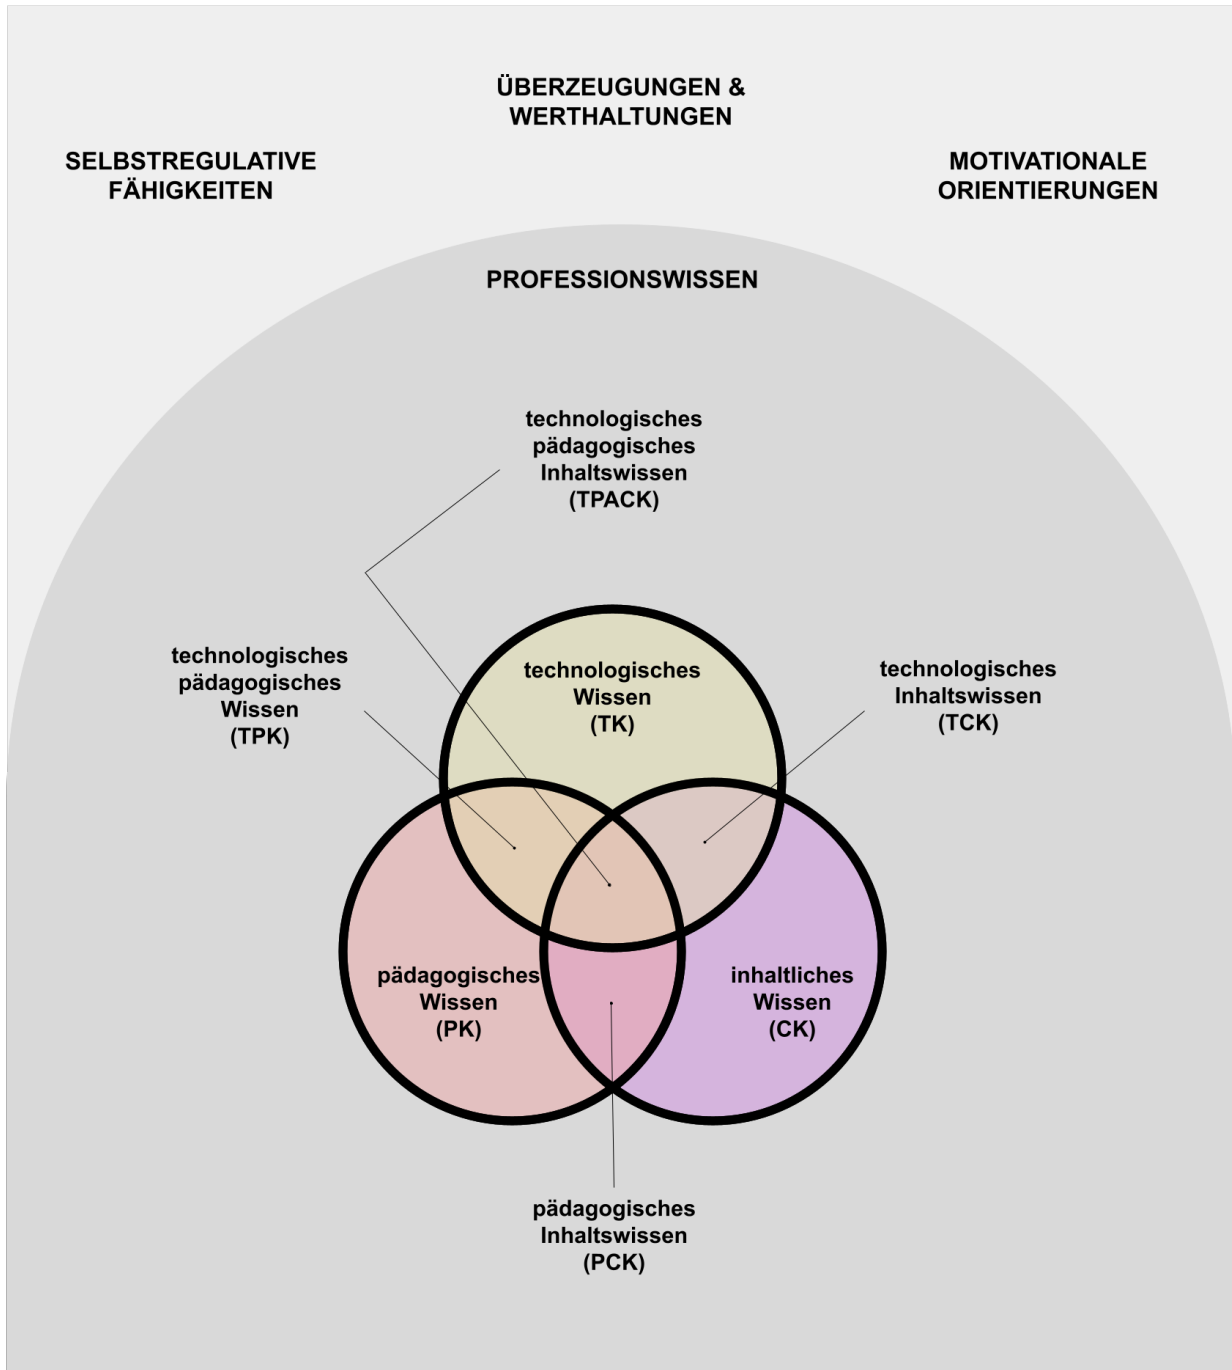 ÜBERZEUGUNGEN &
WERTHALTUNGEN
SELBSTREGULATIVE
FÄHIGKEITEN
MOTIVATIONALE
ORIENTIERUNGEN
PROFESSIONSWISSEN
technologisches
pädagogisches
Inhaltswissen
(TPACK)
technologisches
pädagogisches
Wissen
(TPK)
technologisches
Wissen
(TK)
technologisches
Inhaltswissen
(TCK)
pädagogisches
Wissen
(PK)
inhaltliches
Wissen
(CK)
pädagogisches
Inhaltswissen
(PCK)